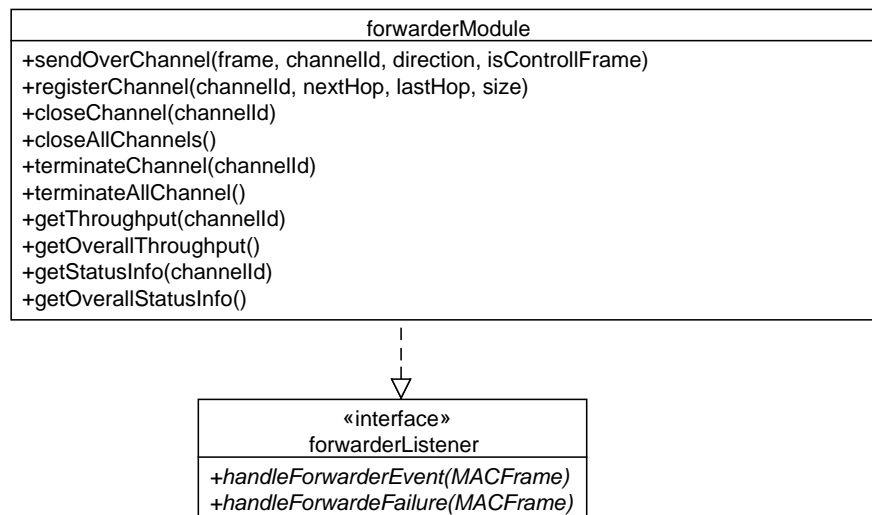 forwarderModule
+sendOverChannel(frame, channelId, direction, isControllFrame)
+registerChannel(channelId, nextHop, lastHop, size)
+closeChannel(channelId)
+closeAllChannels()
+terminateChannel(channelId)
+terminateAllChannel()
+getThroughput(channelId)
+getOverallThroughput()
+getStatusInfo(channelId)
+getOverallStatusInfo()
«interface»
forwarderListener
+handleForwarderEvent(MACFrame)
+handleForwardeFailure(MACFrame)